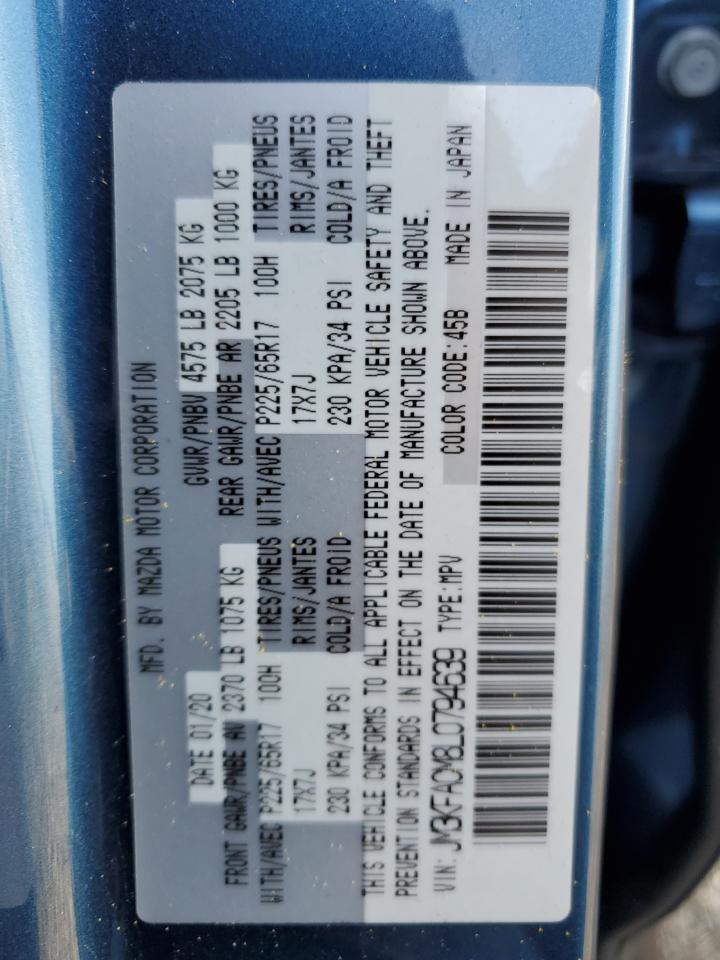 MFD. BY MAZDA MOTOR CORPORATION
DATE 01/20 GVWR/PNBV 4575 LB 2075 KG
FRONT GAWR/PNBE AV 2370 LB 1075 KG REAR GAWR/PNBE AR 2205 LB 1000 KG
WITH/AVEC P225/65R17 100H TIRES/PNEUS WITH/AVEC P225/65R17 100H TIRES/PNEUS
17X7J RIMS/JANTES 17X7J RIMS/JANTES
230 KPA/34 PSI COLD/A FROID 230 KPA/34 PSI COLD/A FROID
THIS VEHICLE CONFORMS TO ALL APPLICABLE FEDERAL MOTOR VEHICLE SAFETY AND THEFT
PREVENTION STANDARDS IN EFFECT ON THE DATE OF MANUFACTURE SHOWN ABOVE.
VIN: JM3KFACM8L0794639 TYPE:MPV COLOR CODE:45B MADE IN JAPAN